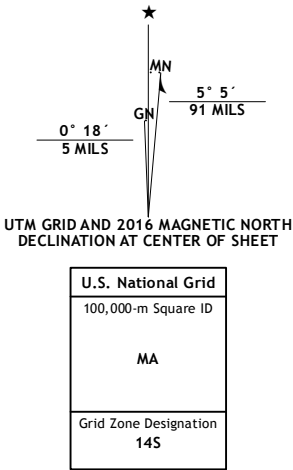 ★
MN
GN
5° 5´
91 MILS
0° 18´
5 MILS
UTM GRID AND 2016 MAGNETIC NORTH
DECLINATION AT CENTER OF SHEET
U.S. National Grid
100,000-m Square ID
MA
Grid Zone Designation
14S